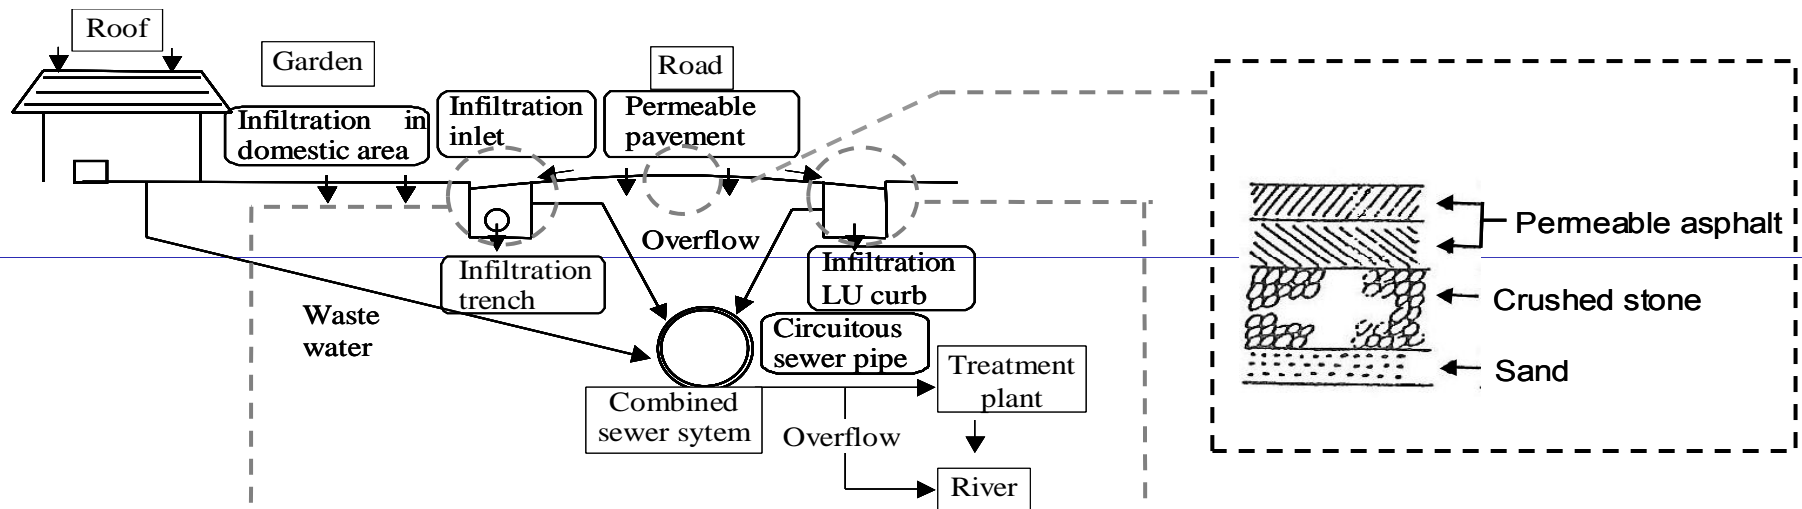 Roof
Garden
Road
Infiltration in
domestic area
Infiltration
inlet
Permeable
pavement
Overflow
Infiltration
trench
Infiltration
LU curb
Waste
water
Circuitous
sewer pipe
Combined
sewer sytem
Treatment
plant
Overflow
River
Permeable asphalt
Crushed stone
Sand